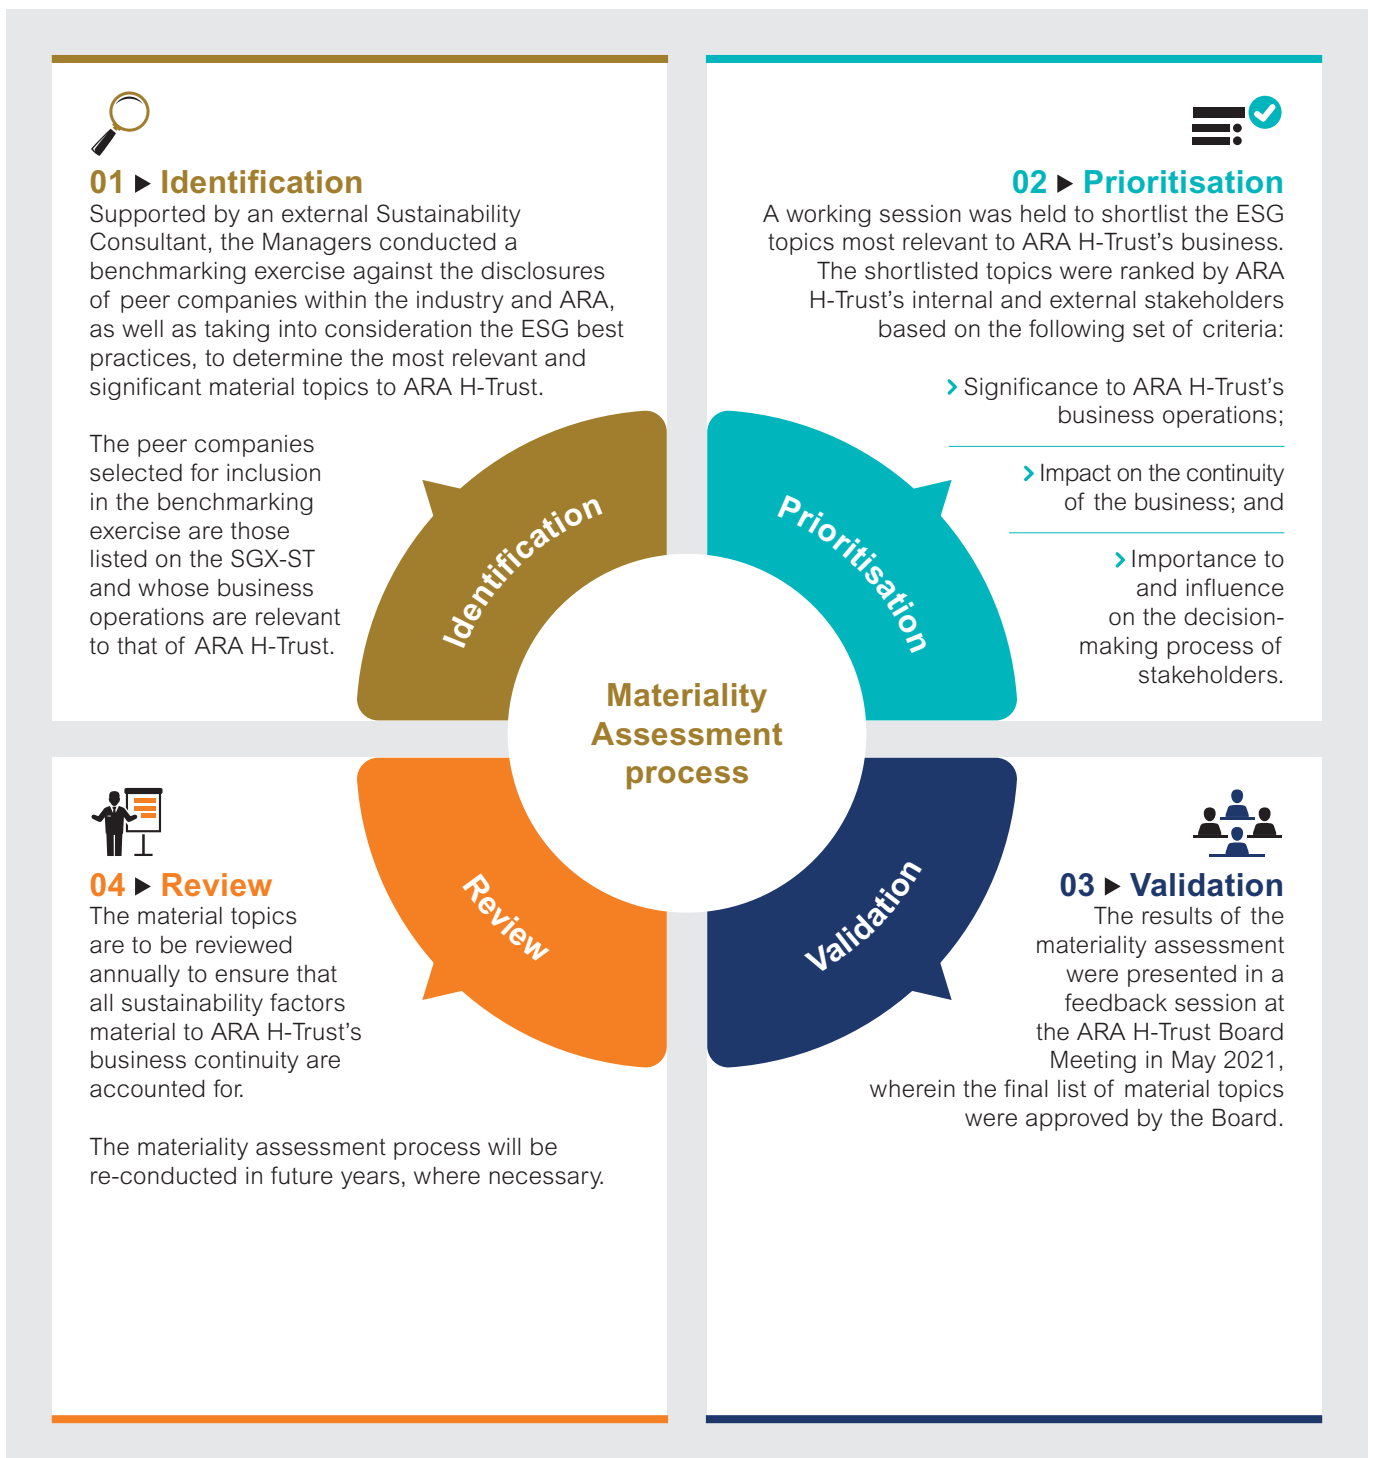 01 ▶ Identification
Supported by an external Sustainability
Consultant, the Managers conducted a
benchmarking exercise against the disclosures
of peer companies within the industry and ARA,
as well as taking into consideration the ESG best
practices, to determine the most relevant and
significant material topics to ARA H-Trust.
The peer companies
selected for inclusion
in the benchmarking
exercise are those
listed on the SGX-ST
and whose business
operations are relevant
to that of ARA H-Trust.
02 ▶ Prioritisation
A working session was held to shortlist the ESG
topics most relevant to ARA H-Trust’s business.
The shortlisted topics were ranked by ARA
H-Trust’s internal and external stakeholders
based on the following set of criteria:
Significance to ARA H-Trust’s
business operations;
Impact on the continuity
of the business; and
Importance to
and influence
on the decision-
making process of
stakeholders.
Identification
Prioritisation
Materiality
Assessment
process
Review
Validation
04 ▶ Review
The material topics
are to be reviewed
annually to ensure that
all sustainability factors
material to ARA H-Trust’s
business continuity are
accounted for.
The materiality assessment process will be
re-conducted in future years, where necessary.
03 ▶ Validation
The results of the
materiality assessment
were presented in a
feedback session at
the ARA H-Trust Board
Meeting in May 2021,
wherein the final list of material topics
were approved by the Board.